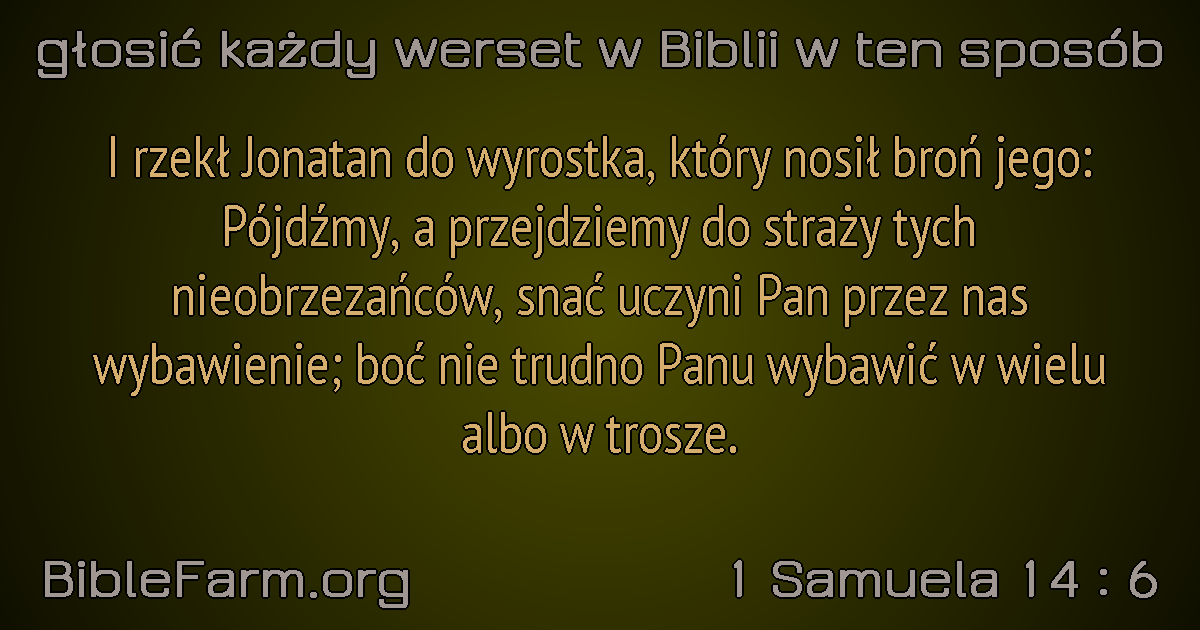 głosić każdy werset w Biblii w ten sposób
I rzekł Jonatan do wyrostka, który nosił broń jego:
Pójdźmy, a przejdziemy do straży tych
nieobrzezańców, snać uczyni Pan przez nas
wybawienie; boć nie trudno Panu wybawić w wielu
albo w trosze.
BibleFarm.org
1 Samuela 14 : 6